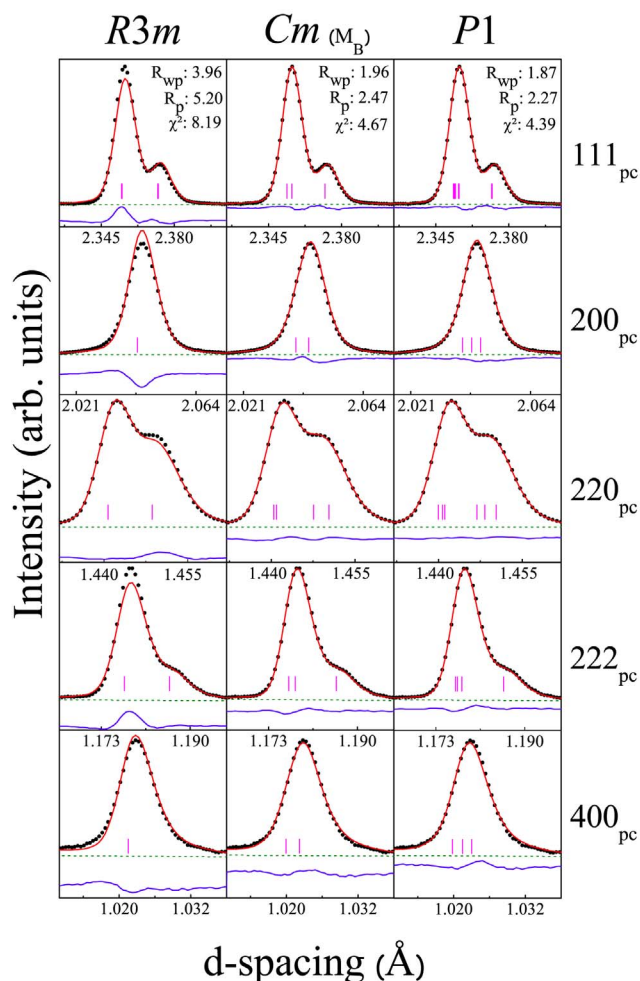 R3m Cm (MB) P1
Rwp: 3.96
Rp: 5.20
χ²: 8.19
Rwp: 1.96
Rp: 2.47
χ²: 4.67
Rwp: 1.87
Rp: 2.27
χ²: 4.39
111pc
2.345 2.380 2.345 2.380 2.345 2.380
200pc
2.021 2.064 2.021 2.064 2.021 2.064
220pc
1.440 1.455 1.440 1.455 1.440 1.455
222pc
1.173 1.190 1.173 1.190 1.173 1.190
400pc
1.020 1.032 1.020 1.032 1.020 1.032
Intensity (arb. units)
d-spacing (Å)